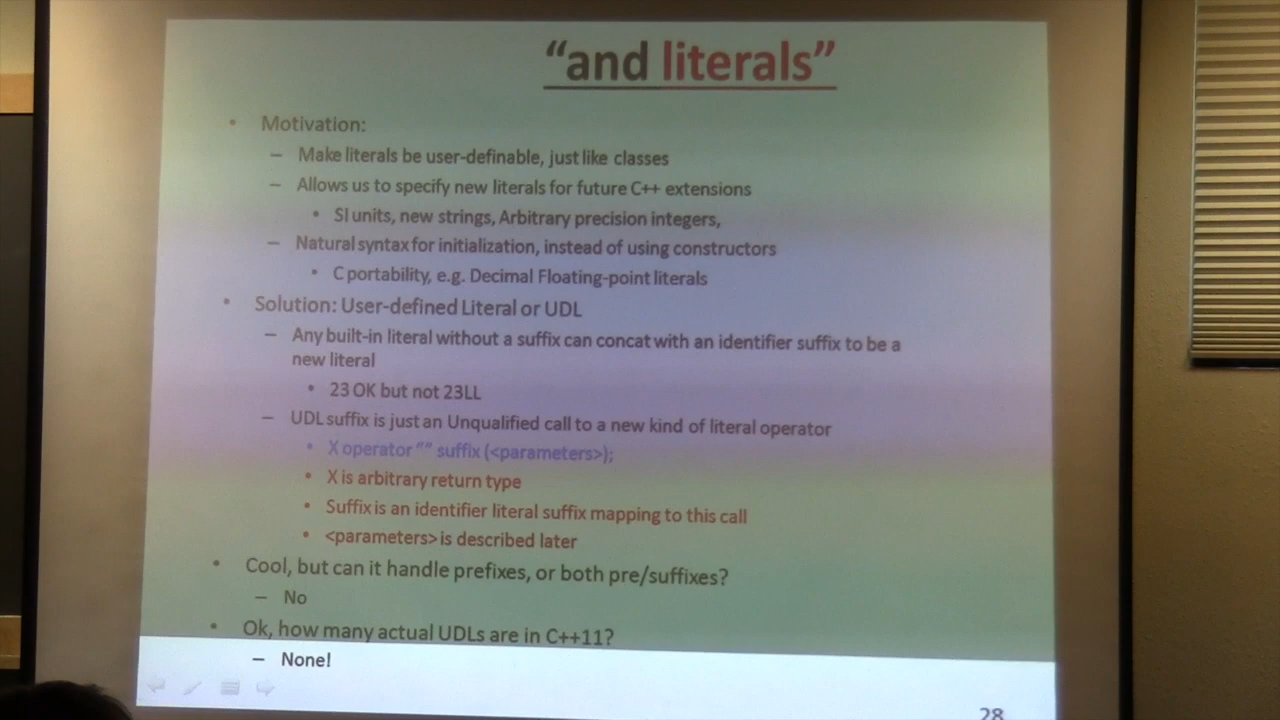 “and literals”
• Motivation:
– Make literals be user-definable, just like classes
– Allows us to specify new literals for future C++ extensions
• SI units, new strings, Arbitrary precision integers,
– Natural syntax for initialization, instead of using constructors
• C portability, e.g. Decimal Floating-point literals
• Solution: User-defined Literal or UDL
– Any built-in literal without a suffix can concat with an identifier suffix to be a
new literal
• 23 OK but not 23LL
– UDL suffix is just an Unqualified call to a new kind of literal operator
• X operator “” suffix (<parameters>);
• X is arbitrary return type
• Suffix is an identifier literal suffix mapping to this call
• <parameters> is described later
• Cool, but can it handle prefixes, or both pre/suffixes?
– No
• Ok, how many actual UDLs are in C++11?
– None!
28